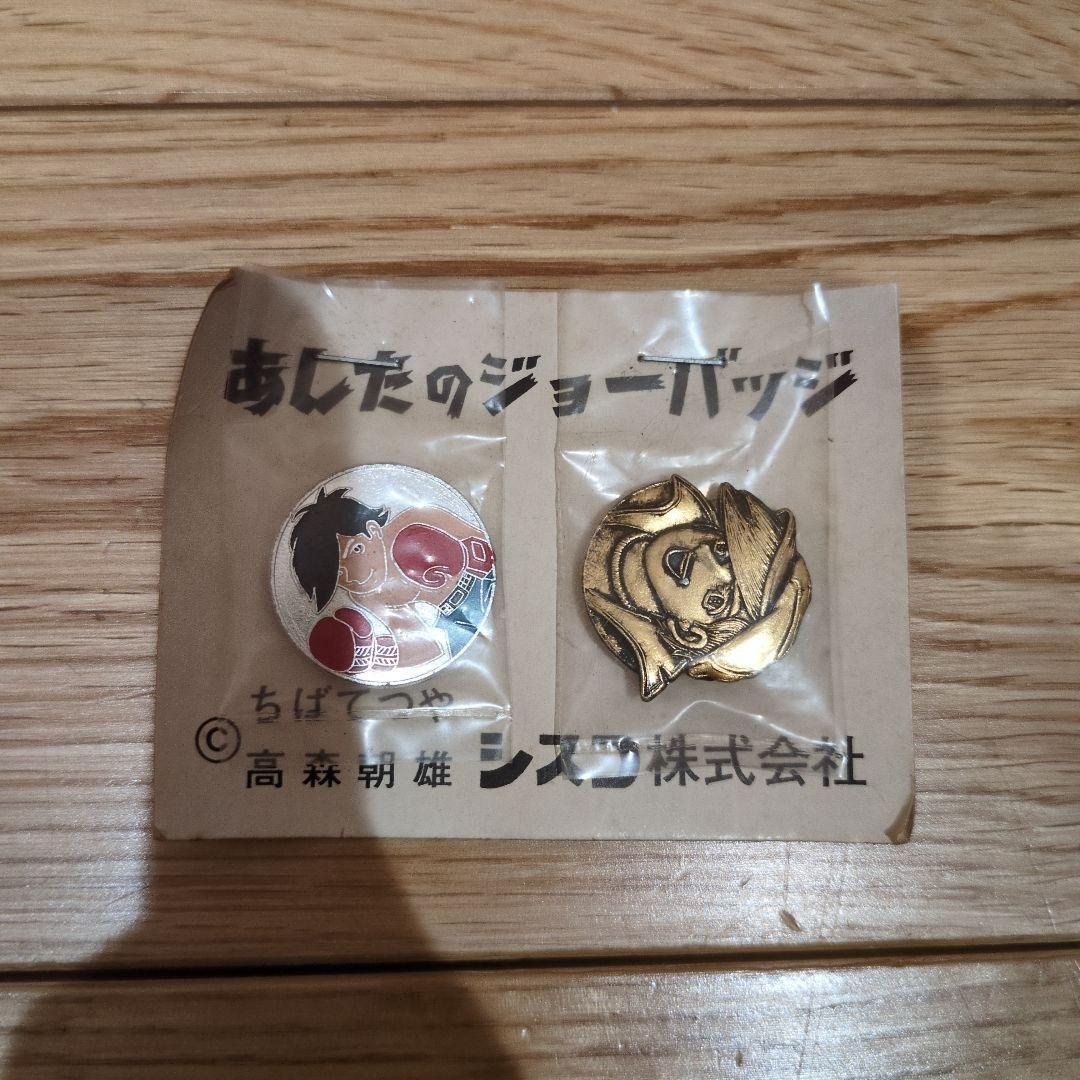 あしたのジョーバッジ
ちばてつや
©
高森朝雄 シスコ株式会社